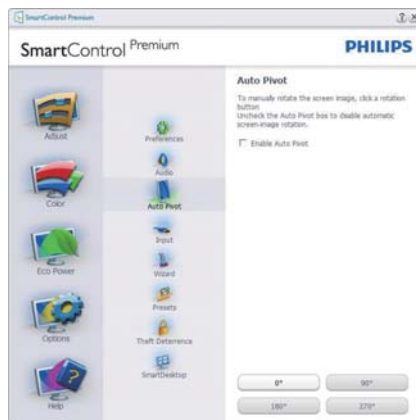 SmartControl Premium
SmartControl Premium
PHILIPS
Adjust
Color
Eco Power
Options
Help
Preferences
Audio
Auto Pivot
Input
Wizard
Presets
Theft Deterrence
SmartDesktop
Auto Pivot
To manually rotate the screen image, click a rotation
button
Uncheck the Auto Pivot box to disable automatic
screen-image rotation.
Enable Auto Pivot
0°
90°
180°
270°